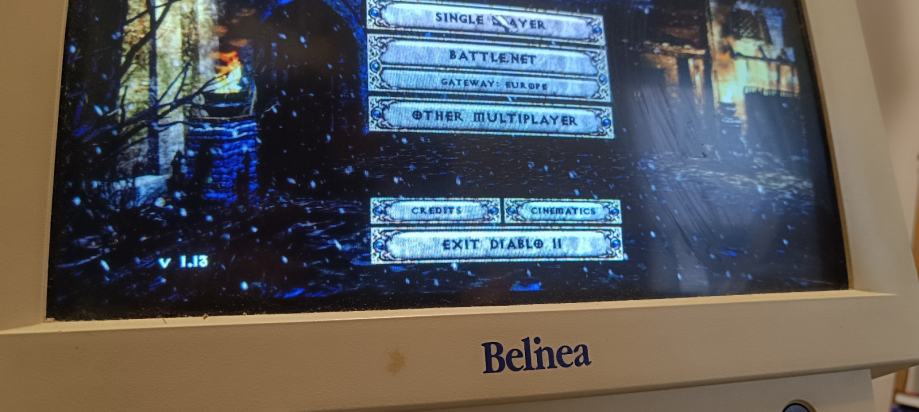 SINGLE PLAYER
BATTLE.NET
GATEWAY: EUROPE
OTHER MULTIPLAYER
CREDITS
CINEMATICS
EXIT DIABLO II
v 1.13
Belinea